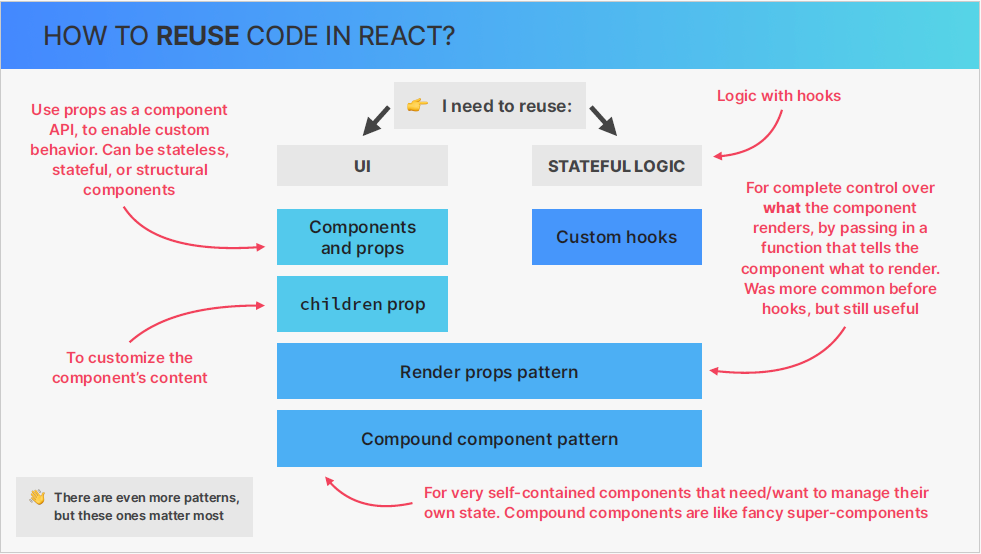 HOW TO REUSE CODE IN REACT?
👉 I need to reuse:
Use props as a component
API, to enable custom
behavior. Can be stateless,
stateful, or structural
components
Logic with hooks
UI
STATEFUL LOGIC
Components
and props
Custom hooks
For complete control over
what the component
renders, by passing in a
function that tells the
component what to render.
Was more common before
hooks, but still useful
children prop
To customize the
component’s content
Render props pattern
Compound component pattern
👋 There are even more patterns,
but these ones matter most
For very self-contained components that need/want to manage their
own state. Compound components are like fancy super-components